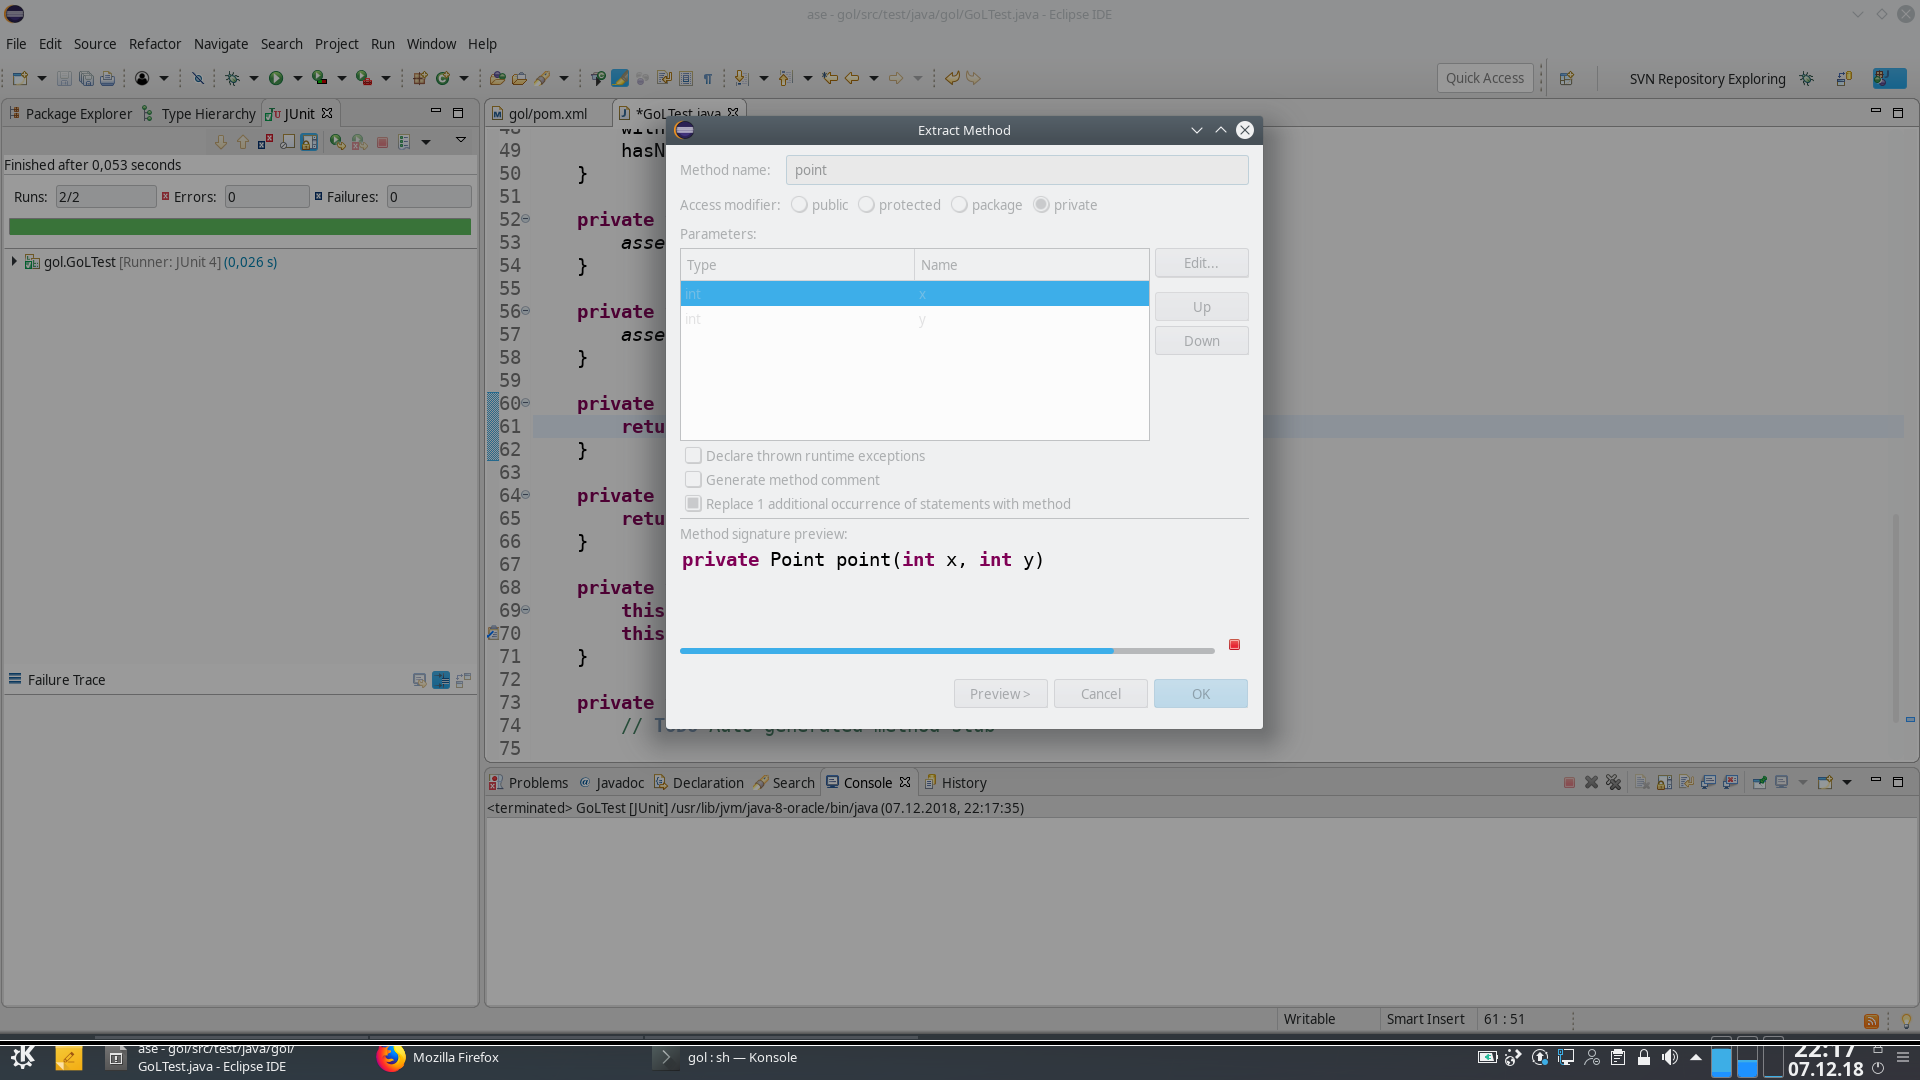 ase - gol/src/test/java/gol/GoLTest.java - Eclipse IDE
File Edit Source Refactor Navigate Search Project Run Window Help
Quick Access
SVN Repository Exploring
Package Explorer Type Hierarchy JUnit
gol/pom.xml *GoLTest.java
Extract Method
Finished after 0,053 seconds
Runs: 2/2 Errors: 0 Failures: 0
gol.GoLTest [Runner: JUnit 4] (0,026 s)
Failure Trace
48 with
49 hasN
50 }
51
52 private
53 asse
54 }
55
56 private
57 asse
58 }
59
60 private
61 retu
62 }
63
64 private
65 retu
66 }
67
68 private
69 this
70 this
71 }
72
73 private
74 // TODO Auto-generated method stub
75
Method name: point
Access modifier: public protected package private
Parameters:
Type Name
int x
int y
Edit...
Up
Down
Declare thrown runtime exceptions
Generate method comment
Replace 1 additional occurrence of statements with method
Method signature preview:
private Point point(int x, int y)
Preview > Cancel OK
Problems Javadoc Declaration Search Console History
<terminated> GoLTest [JUnit] /usr/lib/jvm/java-8-oracle/bin/java (07.12.2018, 22:17:35)
Writable Smart Insert 61 : 51
ase - gol/src/test/java/gol/
GoLTest.java - Eclipse IDE
Mozilla Firefox
gol : sh — Konsole
22:17
07.12.18